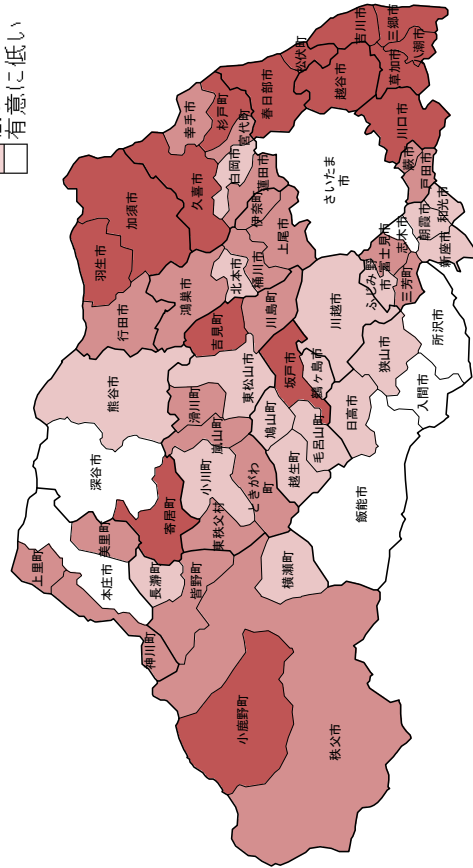 有意に低い
上里町
神川町
本庄市
美里町
深谷市
寄居町
長瀞町
皆野町
小鹿野町
秩父市
横瀬町
東秩父村
小川町
ときがわ
町
嵐山町
滑川町
熊谷市
東松山市
鳩山町
越生町
毛呂山町
日高市
飯能市
入間市
所沢市
狭山市
川越市
鶴ヶ島市
坂戸市
吉見町
川島町
行田市
羽生市
加須市
鴻巣市
北本市
桶川市
上尾市
伊奈町
蓮田市
白岡市
久喜市
幸手市
杉戸町
宮代町
春日部市
松伏町
越谷市
吉川市
三郷市
八潮市
草加市
川口市
蕨市
戸田市
さいたま
市
ふじみ野
市
富士見市
三芳町
志木市
朝霞市
新座市
和光市